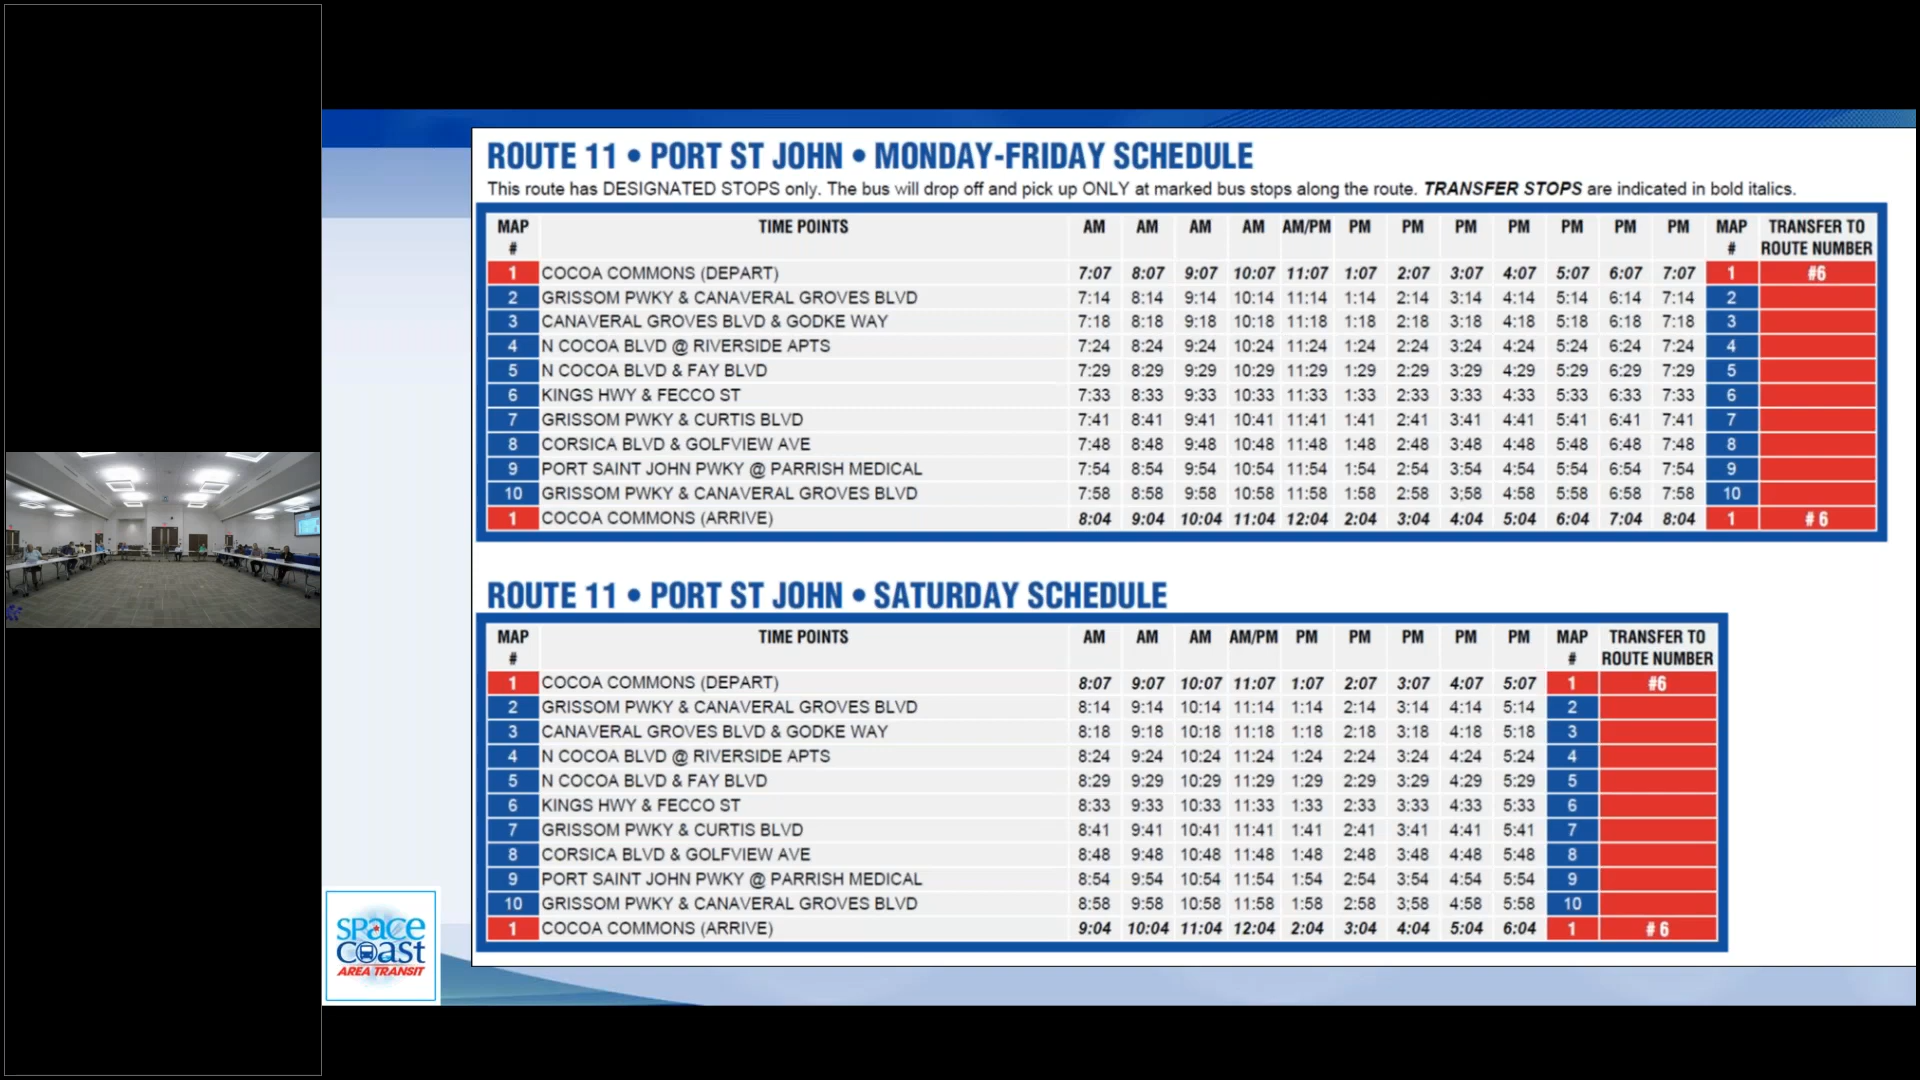 ROUTE 11 • PORT ST JOHN • MONDAY-FRIDAY SCHEDULE
This route has DESIGNATED STOPS only. The bus will drop off and pick up ONLY at marked bus stops along the route. TRANSFER STOPS are indicated in bold italics.
MAP # TIME POINTS AM AM AM AM AM/PM PM PM PM PM PM PM PM MAP # TRANSFER TO ROUTE NUMBER
1 COCOA COMMONS (DEPART) 7:07 8:07 9:07 10:07 11:07 1:07 2:07 3:07 4:07 5:07 6:07 7:07 1 #6
2 GRISSOM PWKY & CANAVERAL GROVES BLVD 7:14 8:14 9:14 10:14 11:14 1:14 2:14 3:14 4:14 5:14 6:14 7:14 2
3 CANAVERAL GROVES BLVD & GODKE WAY 7:18 8:18 9:18 10:18 11:18 1:18 2:18 3:18 4:18 5:18 6:18 7:18 3
4 N COCOA BLVD @ RIVERSIDE APTS 7:24 8:24 9:24 10:24 11:24 1:24 2:24 3:24 4:24 5:24 6:24 7:24 4
5 N COCOA BLVD & FAY BLVD 7:29 8:29 9:29 10:29 11:29 1:29 2:29 3:29 4:29 5:29 6:29 7:29 5
6 KINGS HWY & FECCO ST 7:33 8:33 9:33 10:33 11:33 1:33 2:33 3:33 4:33 5:33 6:33 7:33 6
7 GRISSOM PWKY & CURTIS BLVD 7:41 8:41 9:41 10:41 11:41 1:41 2:41 3:41 4:41 5:41 6:41 7:41 7
8 CORSICA BLVD & GOLFVIEW AVE 7:48 8:48 9:48 10:48 11:48 1:48 2:48 3:48 4:48 5:48 6:48 7:48 8
9 PORT SAINT JOHN PWKY @ PARRISH MEDICAL 7:54 8:54 9:54 10:54 11:54 1:54 2:54 3:54 4:54 5:54 6:54 7:54 9
10 GRISSOM PWKY & CANAVERAL GROVES BLVD 7:58 8:58 9:58 10:58 11:58 1:58 2:58 3;58 4:58 5:58 6:58 7:58 10
1 COCOA COMMONS (ARRIVE) 8:04 9:04 10:04 11:04 12:04 2:04 3:04 4:04 5:04 6:04 7:04 8:04 1 # 6
ROUTE 11 • PORT ST JOHN • SATURDAY SCHEDULE
MAP # TIME POINTS AM AM AM AM/PM PM PM PM PM PM MAP # TRANSFER TO ROUTE NUMBER
1 COCOA COMMONS (DEPART) 8:07 9:07 10:07 11:07 1:07 2:07 3:07 4:07 5:07 1 #6
2 GRISSOM PWKY & CANAVERAL GROVES BLVD 8:14 9:14 10:14 11:14 1:14 2:14 3:14 4:14 5:14 2
3 CANAVERAL GROVES BLVD & GODKE WAY 8:18 9:18 10:18 11:18 1:18 2:18 3:18 4:18 5:18 3
4 N COCOA BLVD @ RIVERSIDE APTS 8:24 9:24 10:24 11:24 1:24 2:24 3:24 4:24 5:24 4
5 N COCOA BLVD & FAY BLVD 8:29 9:29 10:29 11:29 1:29 2:29 3:29 4:29 5:29 5
6 KINGS HWY & FECCO ST 8:33 9:33 10:33 11:33 1:33 2:33 3:33 4:33 5:33 6
7 GRISSOM PWKY & CURTIS BLVD 8:41 9:41 10:41 11:41 1:41 2:41 3:41 4:41 5:41 7
8 CORSICA BLVD & GOLFVIEW AVE 8:48 9:48 10:48 11:48 1:48 2:48 3:48 4:48 5:48 8
9 PORT SAINT JOHN PWKY @ PARRISH MEDICAL 8:54 9:54 10:54 11:54 1:54 2:54 3:54 4:54 5:54 9
10 GRISSOM PWKY & CANAVERAL GROVES BLVD 8:58 9:58 10:58 11:58 1:58 2:58 3;58 4:58 5:58 10
1 COCOA COMMONS (ARRIVE) 9:04 10:04 11:04 12:04 2:04 3:04 4:04 5:04 6:04 1 # 6
space
coast
AREA TRANSIT